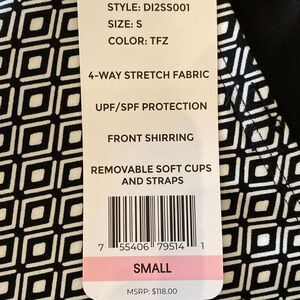 STYLE: DI2SS001
SIZE: S
COLOR: TFZ
4-WAY STRETCH FABRIC
UPF/SPF PROTECTION
FRONT SHIRRING
REMOVABLE SOFT CUPS
AND STRAPS
7 55406 79514 1
SMALL
MSRP: $118.00